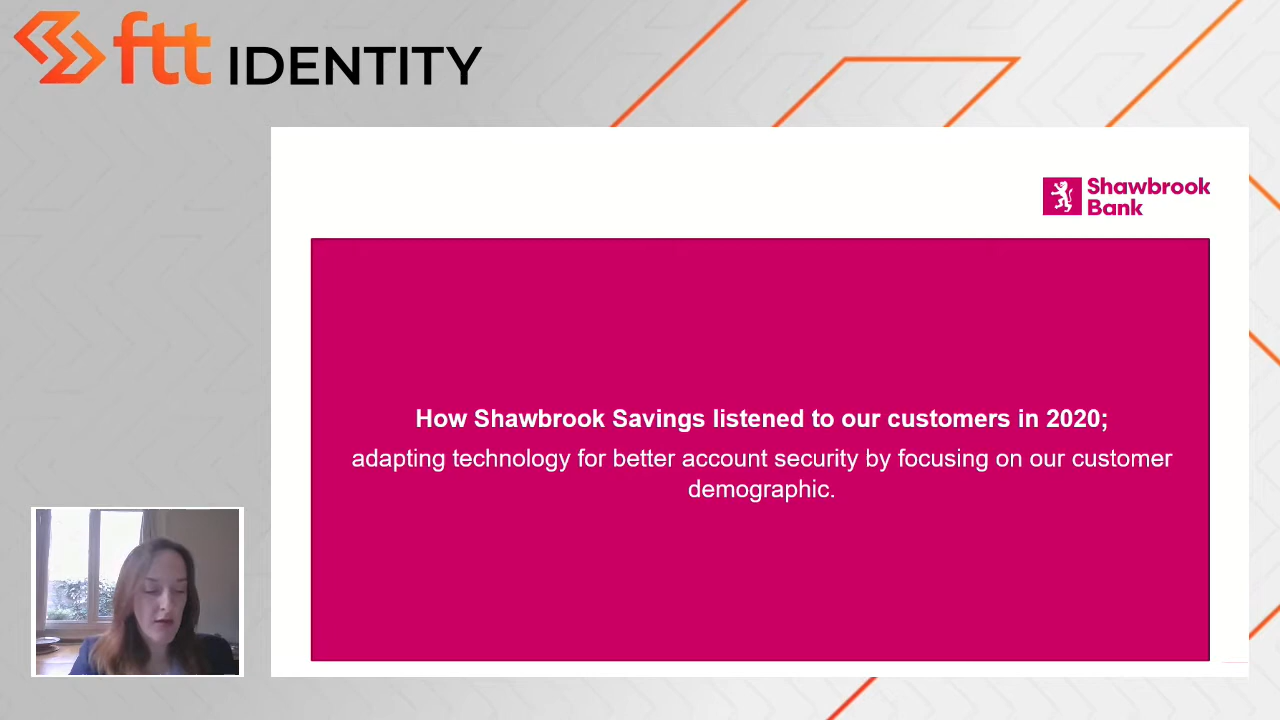 ftt IDENTITY
Shawbrook
Bank
How Shawbrook Savings listened to our customers in 2020;
adapting technology for better account security by focusing on our customer
demographic.